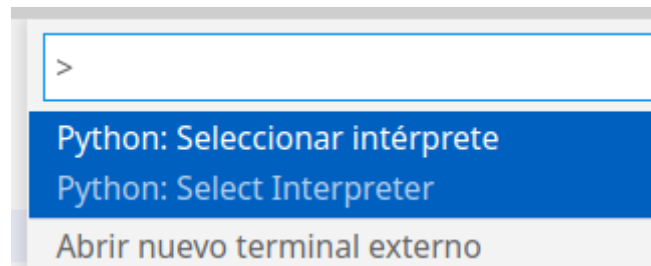 >
Python: Seleccionar intérprete
Python: Select Interpreter
Abrir nuevo terminal externo